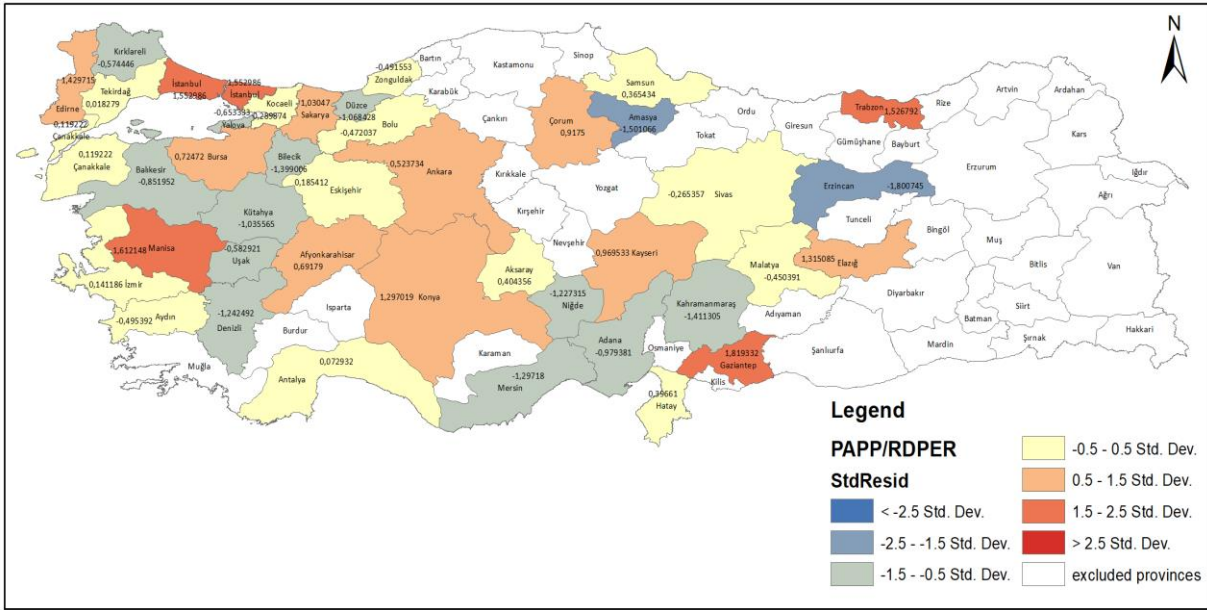 N
Kırklareli
-0,574446
1,429715
Edirne
Tekirdağ
0,018279
İstanbul
1,552986
1,552986
İstanbul
Kocaeli
-0,289874
-0,653393
Yalova
-1,03047
Sakarya
Düzce
-1,068428
-0,491553
Zonguldak
Bartın
Karabük
Kastamonu
Sinop
Çankırı
Bolu
-0,472037
Samsun
0,365434
Çorum
0,9175
Amasya
-1,501066
Tokat
Ordu
Giresun
Trabzon
1,526792
Rize
Artvin
Ardahan
Kars
Gümüşhane
Bayburt
Erzurum
Iğdır
Ağrı
0,119222
Çanakkale
0,119222
Çanakkale
Balıkesir
-0,851952
0,72472 Bursa
Bilecik
-1,399006
0,185412
Eskişehir
0,523734
Ankara
Kırıkkale
Yozgat
Kırşehir
-0,265357 Sivas
Erzincan
-1,800745
Tunceli
Bingöl
Muş
Bitlis
Van
Kütahya
-1,035565
1,612148 Manisa
-0,582921
Uşak
Afyonkarahisar
0,69179
Nevşehir
Aksaray
0,404356
0,969533 Kayseri
Malatya
-0,450391
1,315085
Elazığ
Diyarbakır
Batman
Siirt
Şırnak
Hakkari
0,141186 İzmir
-0,495392
Aydın
-1,242492
Denizli
Isparta
Burdur
1,297019 Konya
-1,227315
Niğde
Kahramanmaraş
-1,411305
Adıyaman
Mardin
Şanlıurfa
Muğla
0,072932
Antalya
Karaman
-1,29718
Mersin
Adana
-0,979381
Osmaniye
1,819332
Gaziantep
Kilis
0,39661
Hatay
Legend
PAPP/RDPER
StdResid
< -2.5 Std. Dev.
-2.5 - -1.5 Std. Dev.
-1.5 - -0.5 Std. Dev.
-0.5 - 0.5 Std. Dev.
0.5 - 1.5 Std. Dev.
1.5 - 2.5 Std. Dev.
> 2.5 Std. Dev.
excluded provinces